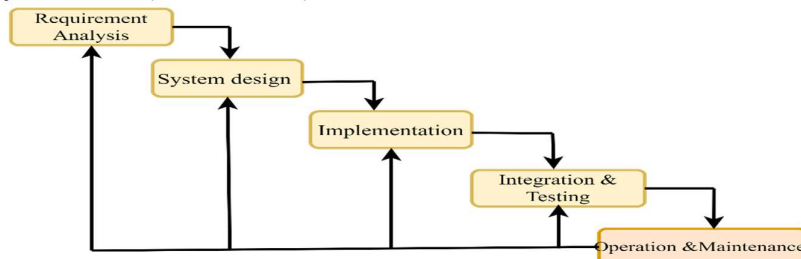 Requirement
Analysis
System design
Implementation
Integration &
Testing
Operation &Maintenance